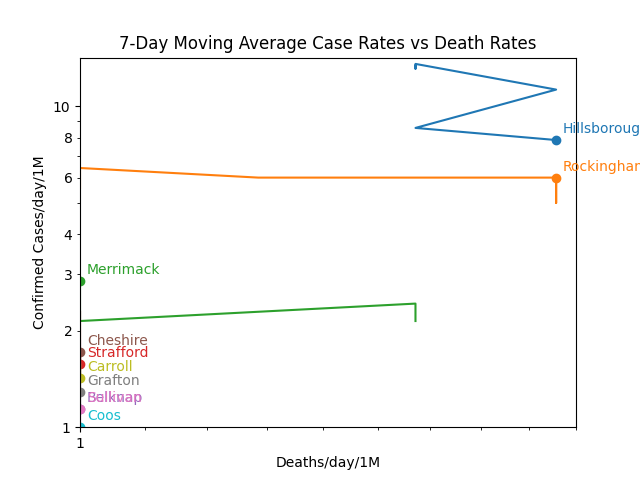 7-Day Moving Average Case Rates vs Death Rates
Confirmed Cases/day/1M
10
8
6
4
3
2
1
Hillsboroug
Rockinghar
Merrimack
Cheshire
Strafford
Carroll
Grafton
Belknap
Coos
1
Deaths/day/1M